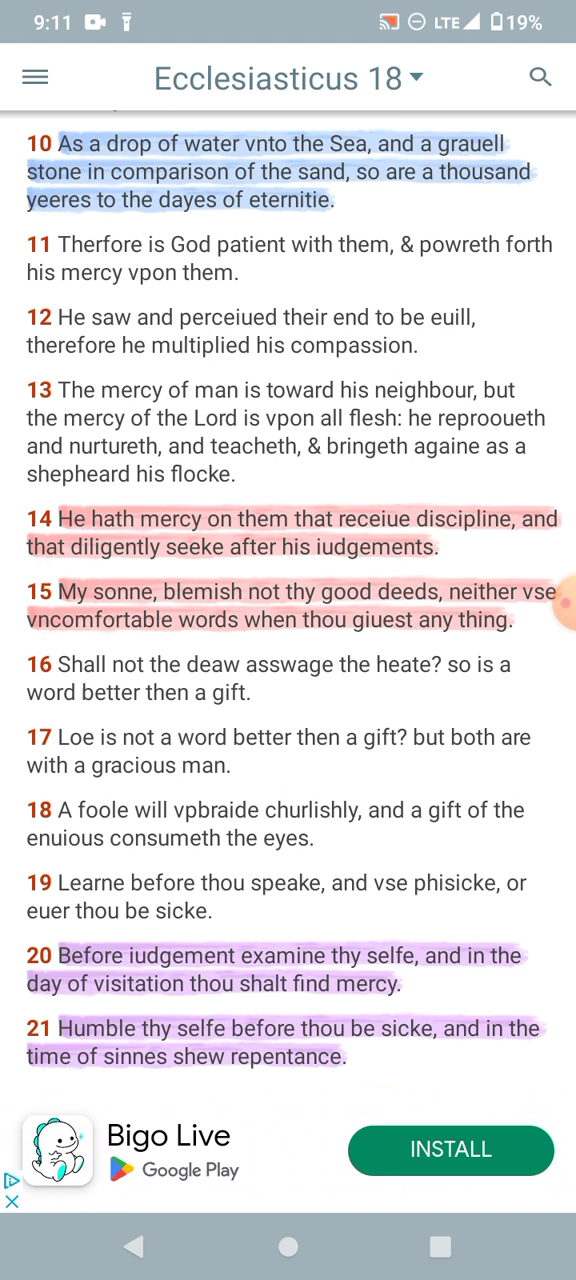 9:11 LTE 19%
Ecclesiasticus 18
10 As a drop of water vnto the Sea, and a grauell
stone in comparison of the sand, so are a thousand
yeeres to the dayes of eternitie.
11 Therfore is God patient with them, & powreth forth
his mercy vpon them.
12 He saw and perceiued their end to be euill,
therefore he multiplied his compassion.
13 The mercy of man is toward his neighbour, but
the mercy of the Lord is vpon all flesh: he reprooueth
and nurtureth, and teacheth, & bringeth againe as a
shepheard his flocke.
14 He hath mercy on them that receiue discipline, and
that diligently seeke after his iudgements.
15 My sonne, blemish not thy good deeds, neither vse
vncomfortable words when thou giuest any thing.
16 Shall not the deaw asswage the heate? so is a
word better then a gift.
17 Loe is not a word better then a gift? but both are
with a gracious man.
18 A foole will vpbraide churlishly, and a gift of the
enuious consumeth the eyes.
19 Learne before thou speake, and vse phisicke, or
euer thou be sicke.
20 Before iudgement examine thy selfe, and in the
day of visitation thou shalt find mercy.
21 Humble thy selfe before thou be sicke, and in the
time of sinnes shew repentance.
Bigo Live
Google Play
INSTALL